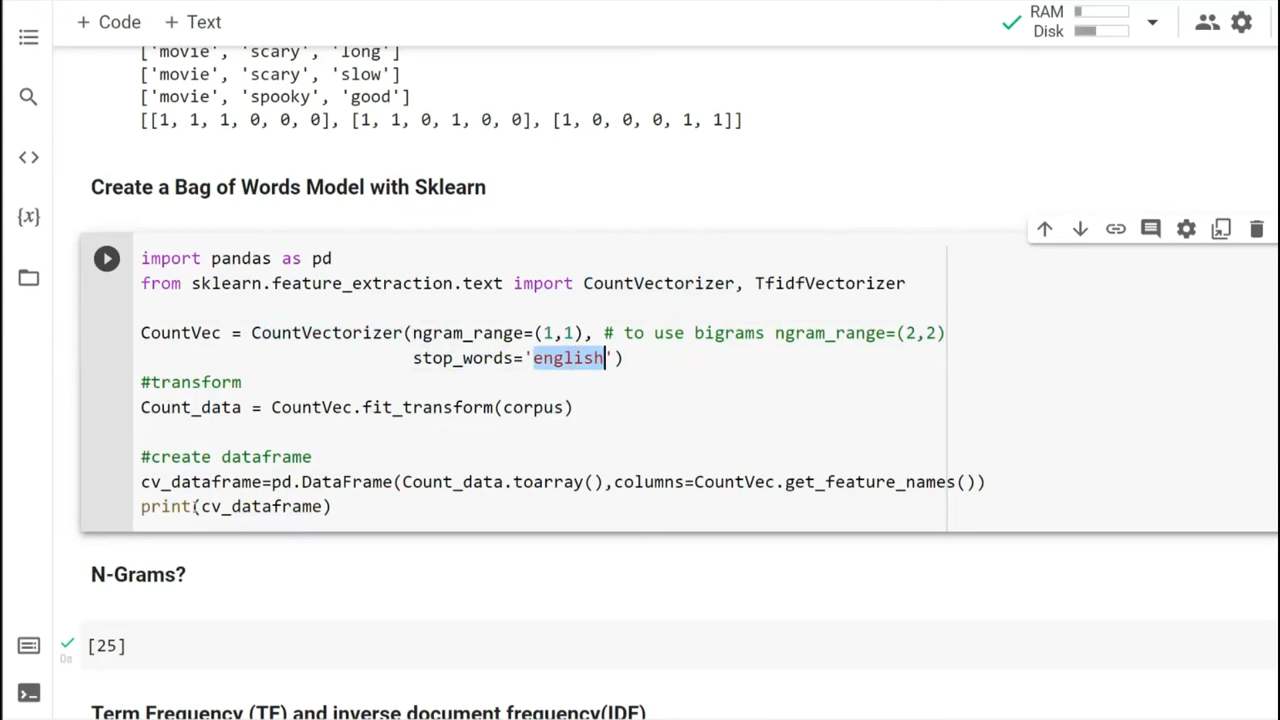 + Code + Text
RAM
Disk
['movie', 'scary', 'long']
['movie', 'scary', 'slow']
['movie', 'spooky', 'good']
[[1, 1, 1, 0, 0, 0], [1, 1, 0, 1, 0, 0], [1, 0, 0, 0, 1, 1]]
Create a Bag of Words Model with Sklearn
import pandas as pd
from sklearn.feature_extraction.text import CountVectorizer, TfidfVectorizer
CountVec = CountVectorizer(ngram_range=(1,1), # to use bigrams ngram_range=(2,2)
stop_words='english')
#transform
Count_data = CountVec.fit_transform(corpus)
#create dataframe
cv_dataframe=pd.DataFrame(Count_data.toarray(),columns=CountVec.get_feature_names())
print(cv_dataframe)
N-Grams?
[25]
0s
Term Frequency (TF) and inverse document frequency(IDF)